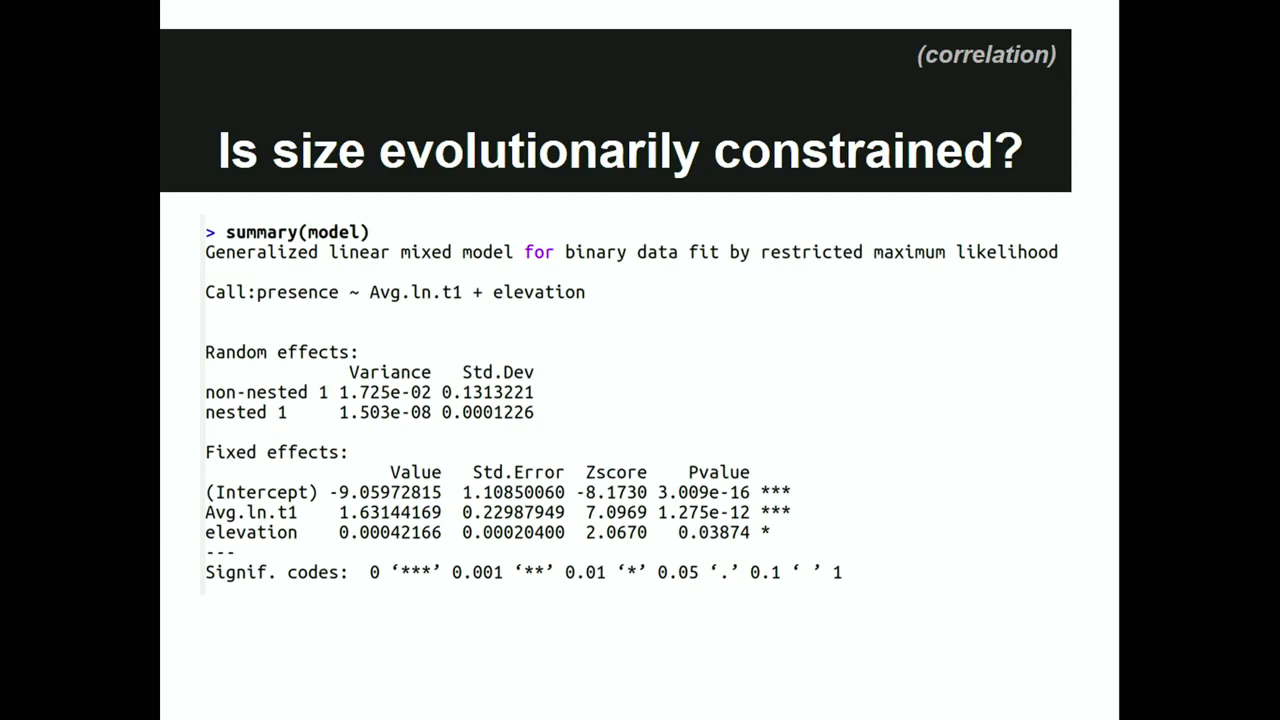 (correlation)
Is size evolutionarily constrained?
> summary(model)
Generalized linear mixed model for binary data fit by restricted maximum likelihood
Call:presence ~ Avg.ln.t1 + elevation
Random effects:
Variance Std.Dev
non-nested 1 1.725e-02 0.1313221
nested 1 1.503e-08 0.0001226
Fixed effects:
Value Std.Error Zscore Pvalue
(Intercept) -9.05972815 1.10850060 -8.1730 3.009e-16 ***
Avg.ln.t1 1.63144169 0.22987949 7.0969 1.275e-12 ***
elevation 0.00042166 0.00020400 2.0670 0.03874 *
---
Signif. codes: 0 ‘***’ 0.001 ‘**’ 0.01 ‘*’ 0.05 ‘.’ 0.1 ‘ ’ 1